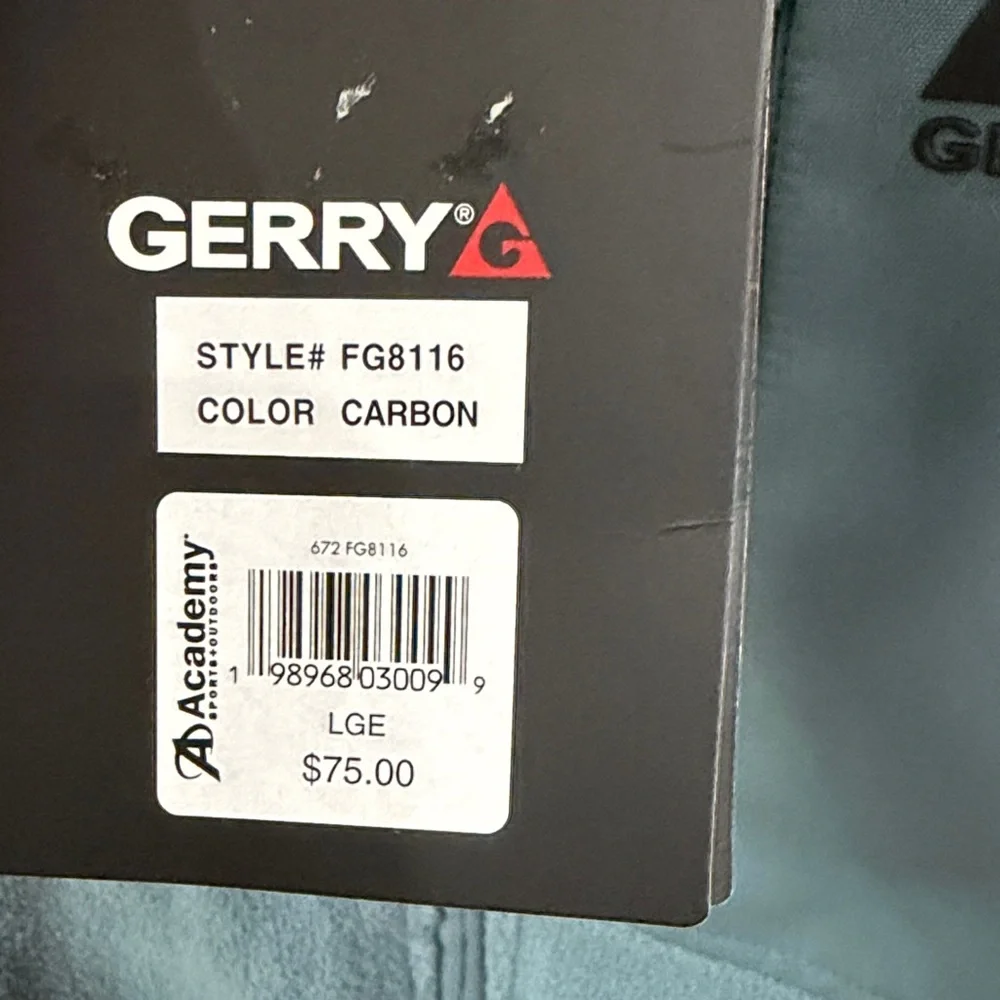 GERRY® G
STYLE# FG8116
COLOR CARBON
Academy
SPORTS+OUTDOORS
672 FG8116
1 98968 03009 9
LGE
$75.00